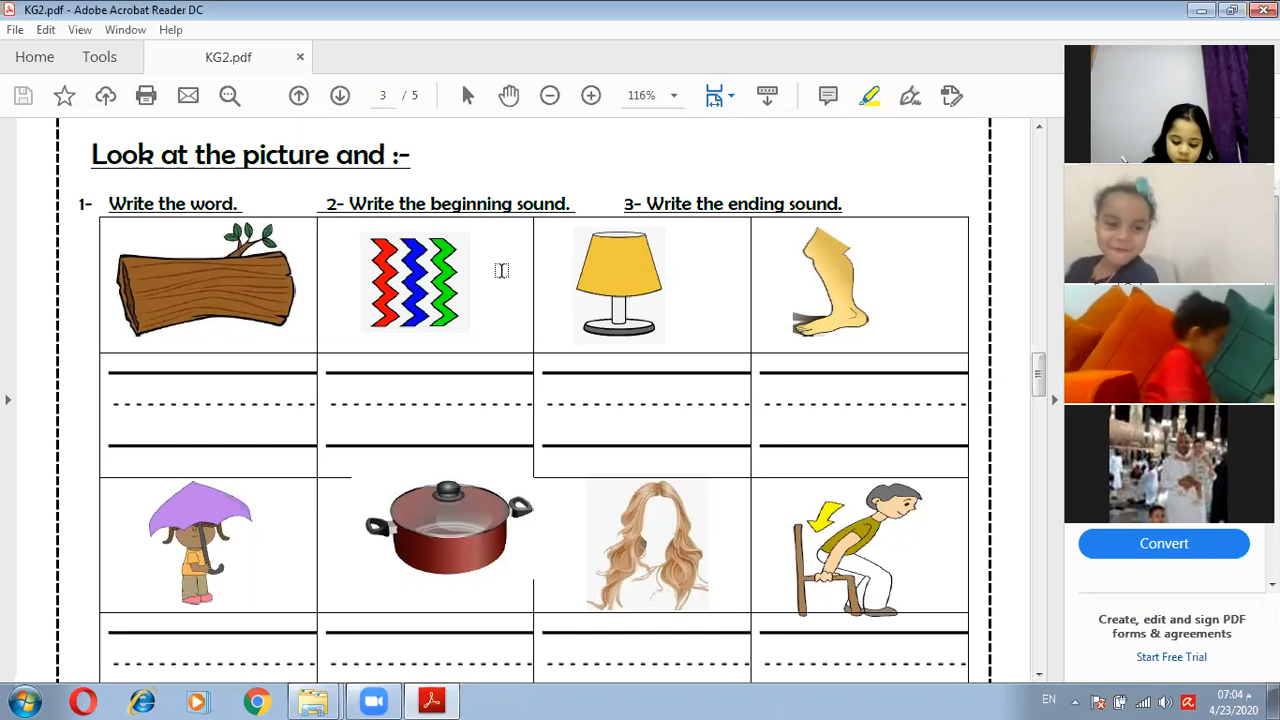 KG2.pdf - Adobe Acrobat Reader DC
File Edit View Window Help
Home Tools KG2.pdf ×
3 / 5 116%
Look at the picture and :-
1- Write the word. 2- Write the beginning sound. 3- Write the ending sound.
Convert
Create, edit and sign PDF
forms & agreements
Start Free Trial
EN
07:04 م
4/23/2020